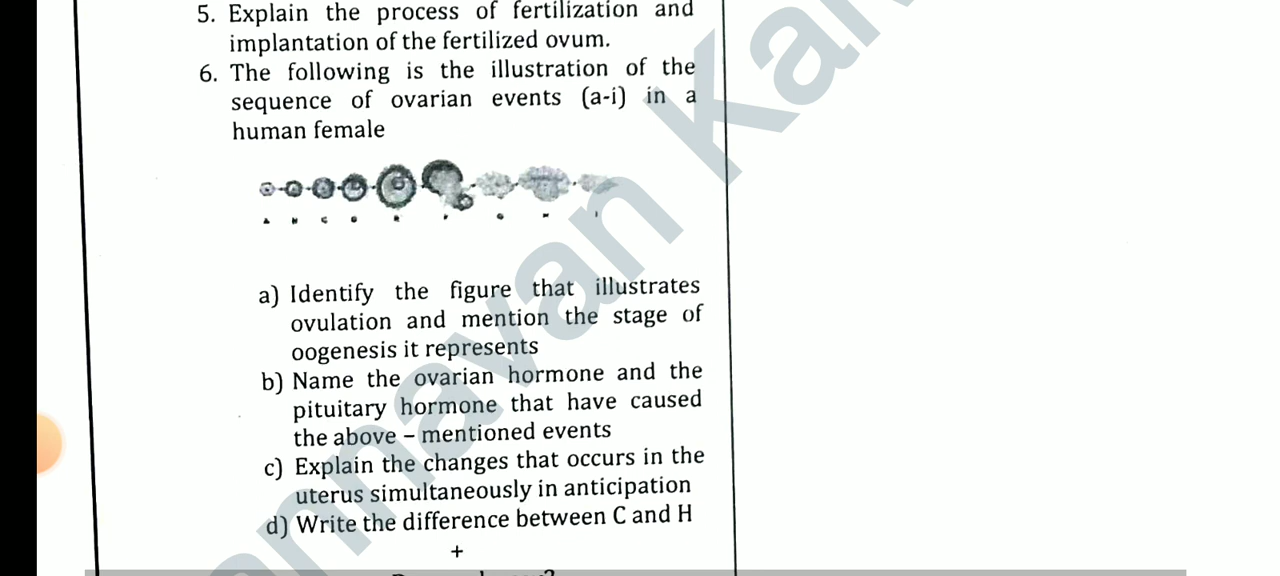 5. Explain the process of fertilization and
implantation of the fertilized ovum.
6. The following is the illustration of the
sequence of ovarian events (a-i) in a
human female
a) Identify the figure that illustrates
ovulation and mention the stage of
oogenesis it represents
b) Name the ovarian hormone and the
pituitary hormone that have caused
the above – mentioned events
c) Explain the changes that occurs in the
uterus simultaneously in anticipation
d) Write the difference between C and H
+